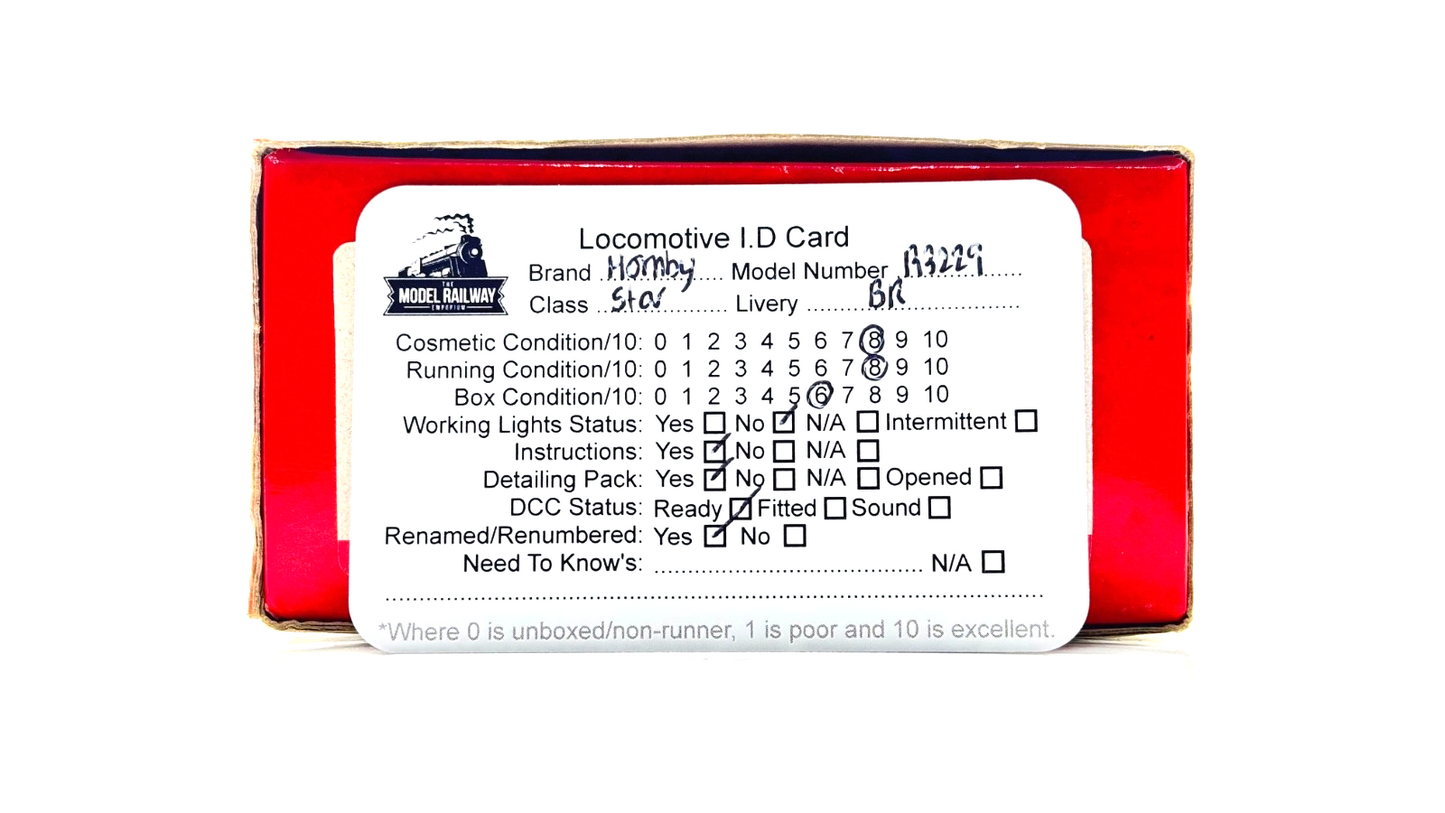 Locomotive I.D Card
THE
MODEL RAILWAY
EMPORIUM
Brand ...Hornby... Model Number ...R3229...
Class ...Star... Livery ...BR...
Cosmetic Condition/10: 0 1 2 3 4 5 6 7 8 9 10
Running Condition/10: 0 1 2 3 4 5 6 7 8 9 10
Box Condition/10: 0 1 2 3 4 5 6 7 8 9 10
Working Lights Status: Yes ☐ No ☑ N/A ☐ Intermittent ☐
Instructions: Yes ☑ No ☐ N/A ☐
Detailing Pack: Yes ☑ No ☐ N/A ☐ Opened ☐
DCC Status: Ready ☑ Fitted ☐ Sound ☐
Renamed/Renumbered: Yes ☑ No ☐
Need To Know's: ........................................ N/A ☐
*Where 0 is unboxed/non-runner, 1 is poor and 10 is excellent.